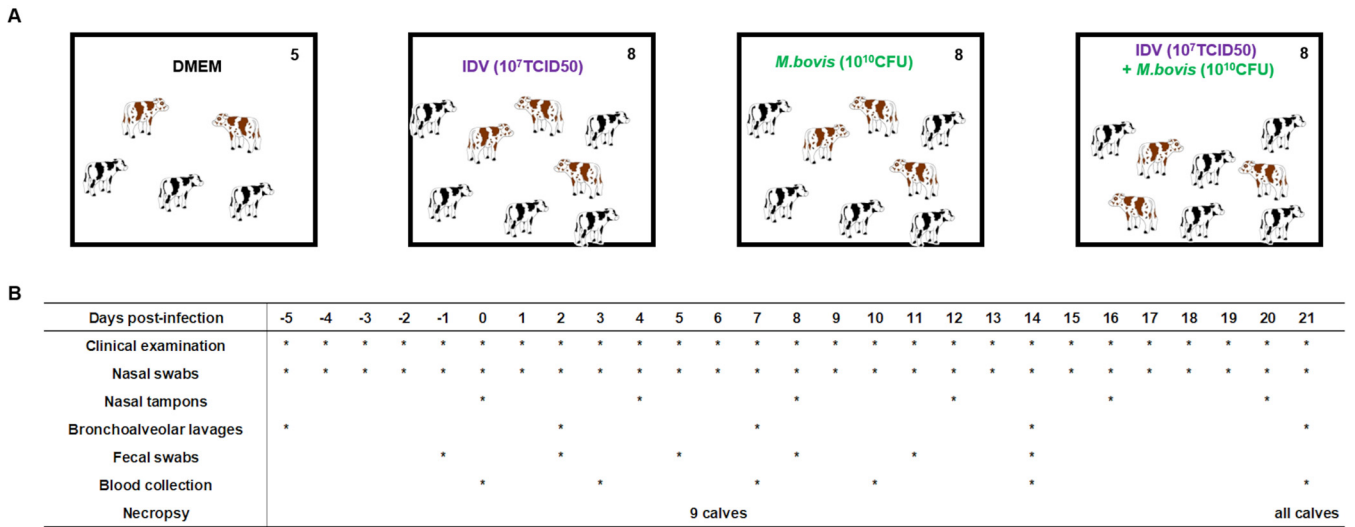 A
DMEM
5
IDV (10⁷TCID50)
8
M.bovis (10¹⁰CFU)
8
IDV (10⁷TCID50)
+ M.bovis (10¹⁰CFU)
8
B
Days post-infection -5 -4 -3 -2 -1 0 1 2 3 4 5 6 7 8 9 10 11 12 13 14 15 16 17 18 19 20 21
Clinical examination * * * * * * * * * * * * * * * * * * * * * * * * * * *
Nasal swabs * * * * * * * * * * * * * * * * * * * * * * * * * * *
Nasal tampons * * * * * *
Bronchoalveolar lavages * * * * *
Fecal swabs * * * * * *
Blood collection * * * * * *
Necropsy 9 calves all calves